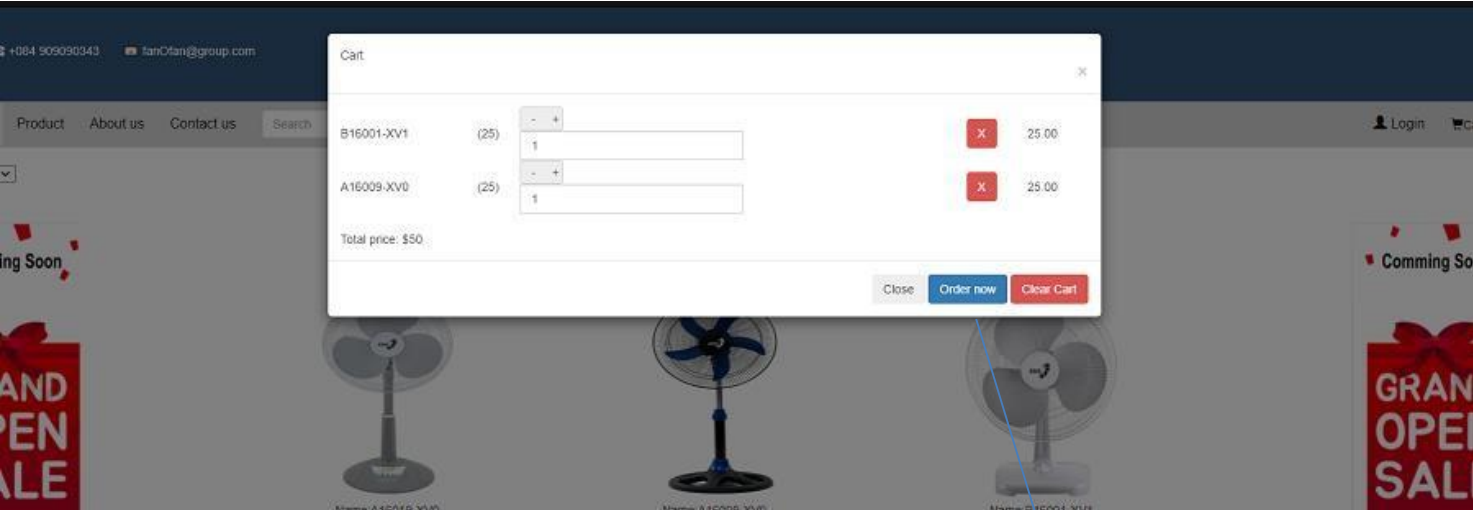 Cart
×
+084 909090343 fanOfan@group.com
Product About us Contact us Search
Login
B16001-XV1 (25) - + 1 X 25.00
A16009-XV0 (25) - + 1 X 25.00
Total price: $50
Close Order now Clear Cart
ing Soon
Comming So
AND
PEN
ALE
GRAN
OPE
SAL